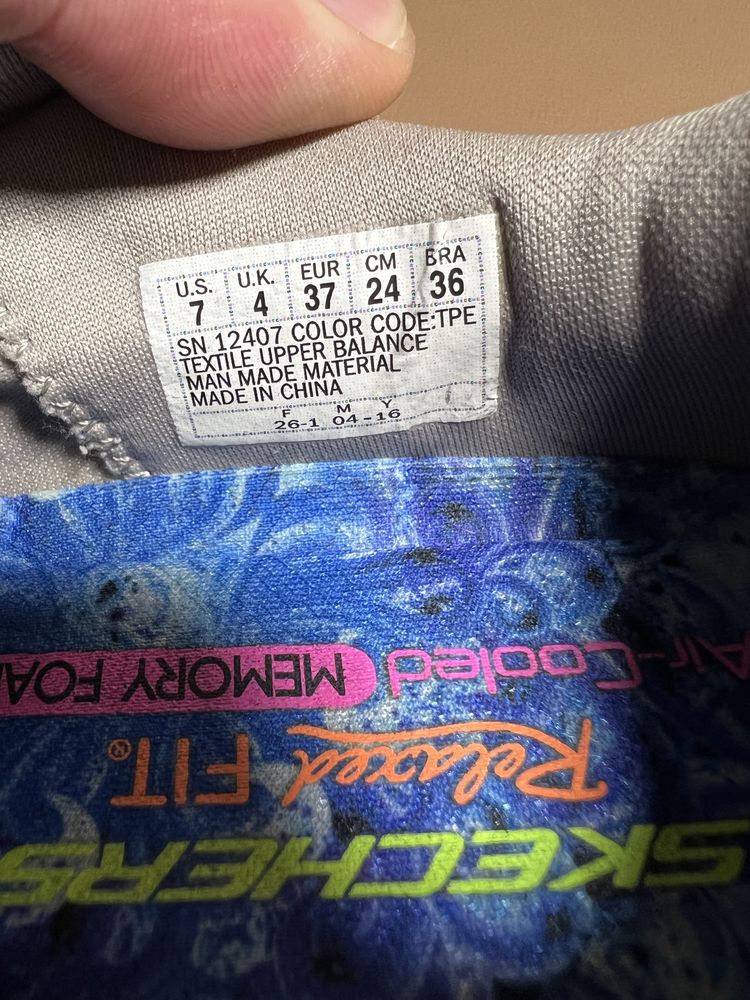 U.S. U.K. EUR CM BRA
7 4 37 24 36
SN 12407 COLOR CODE:TPE
TEXTILE UPPER BALANCE
MAN MADE MATERIAL
MADE IN CHINA
F M Y
26-1 04-16
Air-Cooled MEMORY FOA
Relaxed FIT®
SKECHERS